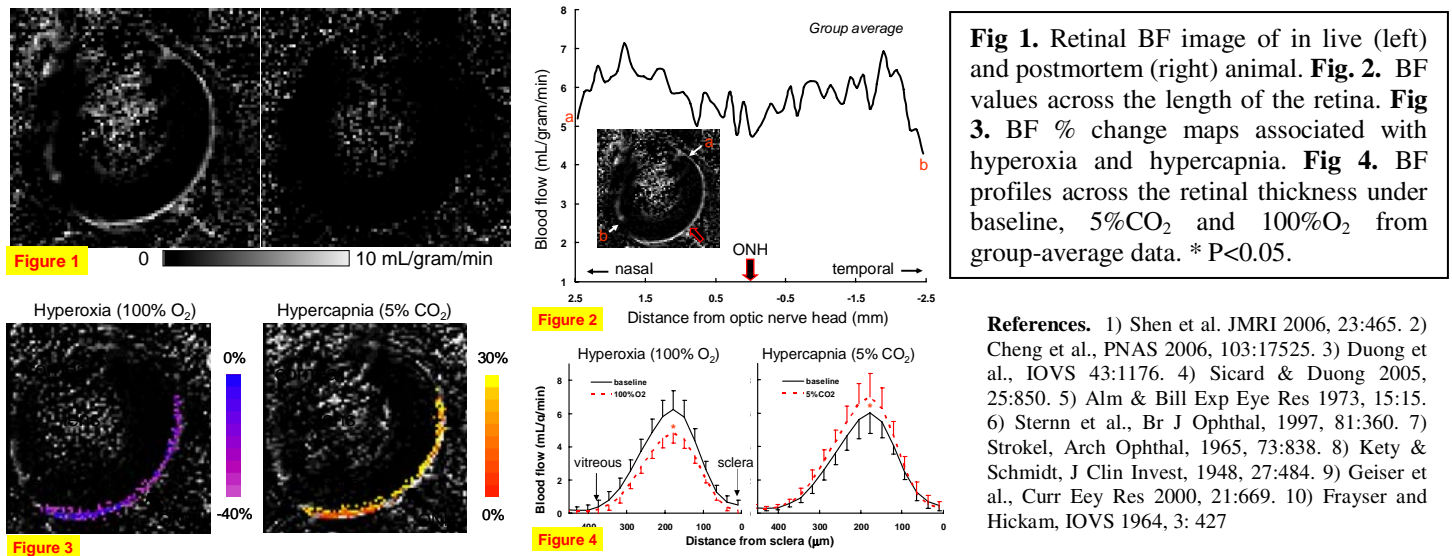 Figure 1
0
10 mL/gram/min
Group average
Blood flow (mL/gram/min)
8
7
6
5
4
3
2
1
a
b
a
b
ONH
nasal
temporal
2.5 1.5 0.5 -0.5 -1.5 -2.5
Figure 2
Distance from optic nerve head (mm)
Fig 1. Retinal BF image of in live (left)
and postmortem (right) animal. Fig. 2. BF
values across the length of the retina. Fig
3. BF % change maps associated with
hyperoxia and hypercapnia. Fig 4. BF
profiles across the retinal thickness under
baseline, 5%CO₂ and 100%O₂ from
group-average data. * P<0.05.
Hyperoxia (100% O₂)
0%
-40%
Hypercapnia (5% CO₂)
30%
0%
Figure 3
Hyperoxia (100% O₂)
Hypercapnia (5% CO₂)
Blood flow (mL/g/min)
8
6
4
2
0
baseline
100%O2
*
vitreous
sclera
baseline
5%CO2
*
400 300 200 100 0
400 300 200 100 0
Figure 4
Distance from sclera (μm)
References. 1) Shen et al. JMRI 2006, 23:465. 2)
Cheng et al., PNAS 2006, 103:17525. 3) Duong et
al., IOVS 43:1176. 4) Sicard & Duong 2005,
25:850. 5) Alm & Bill Exp Eye Res 1973, 15:15.
6) Sternn et al., Br J Ophthal, 1997, 81:360. 7)
Strokel, Arch Ophthal, 1965, 73:838. 8) Kety &
Schmidt, J Clin Invest, 1948, 27:484. 9) Geiser et
al., Curr Eey Res 2000, 21:669. 10) Frayser and
Hickam, IOVS 1964, 3: 427